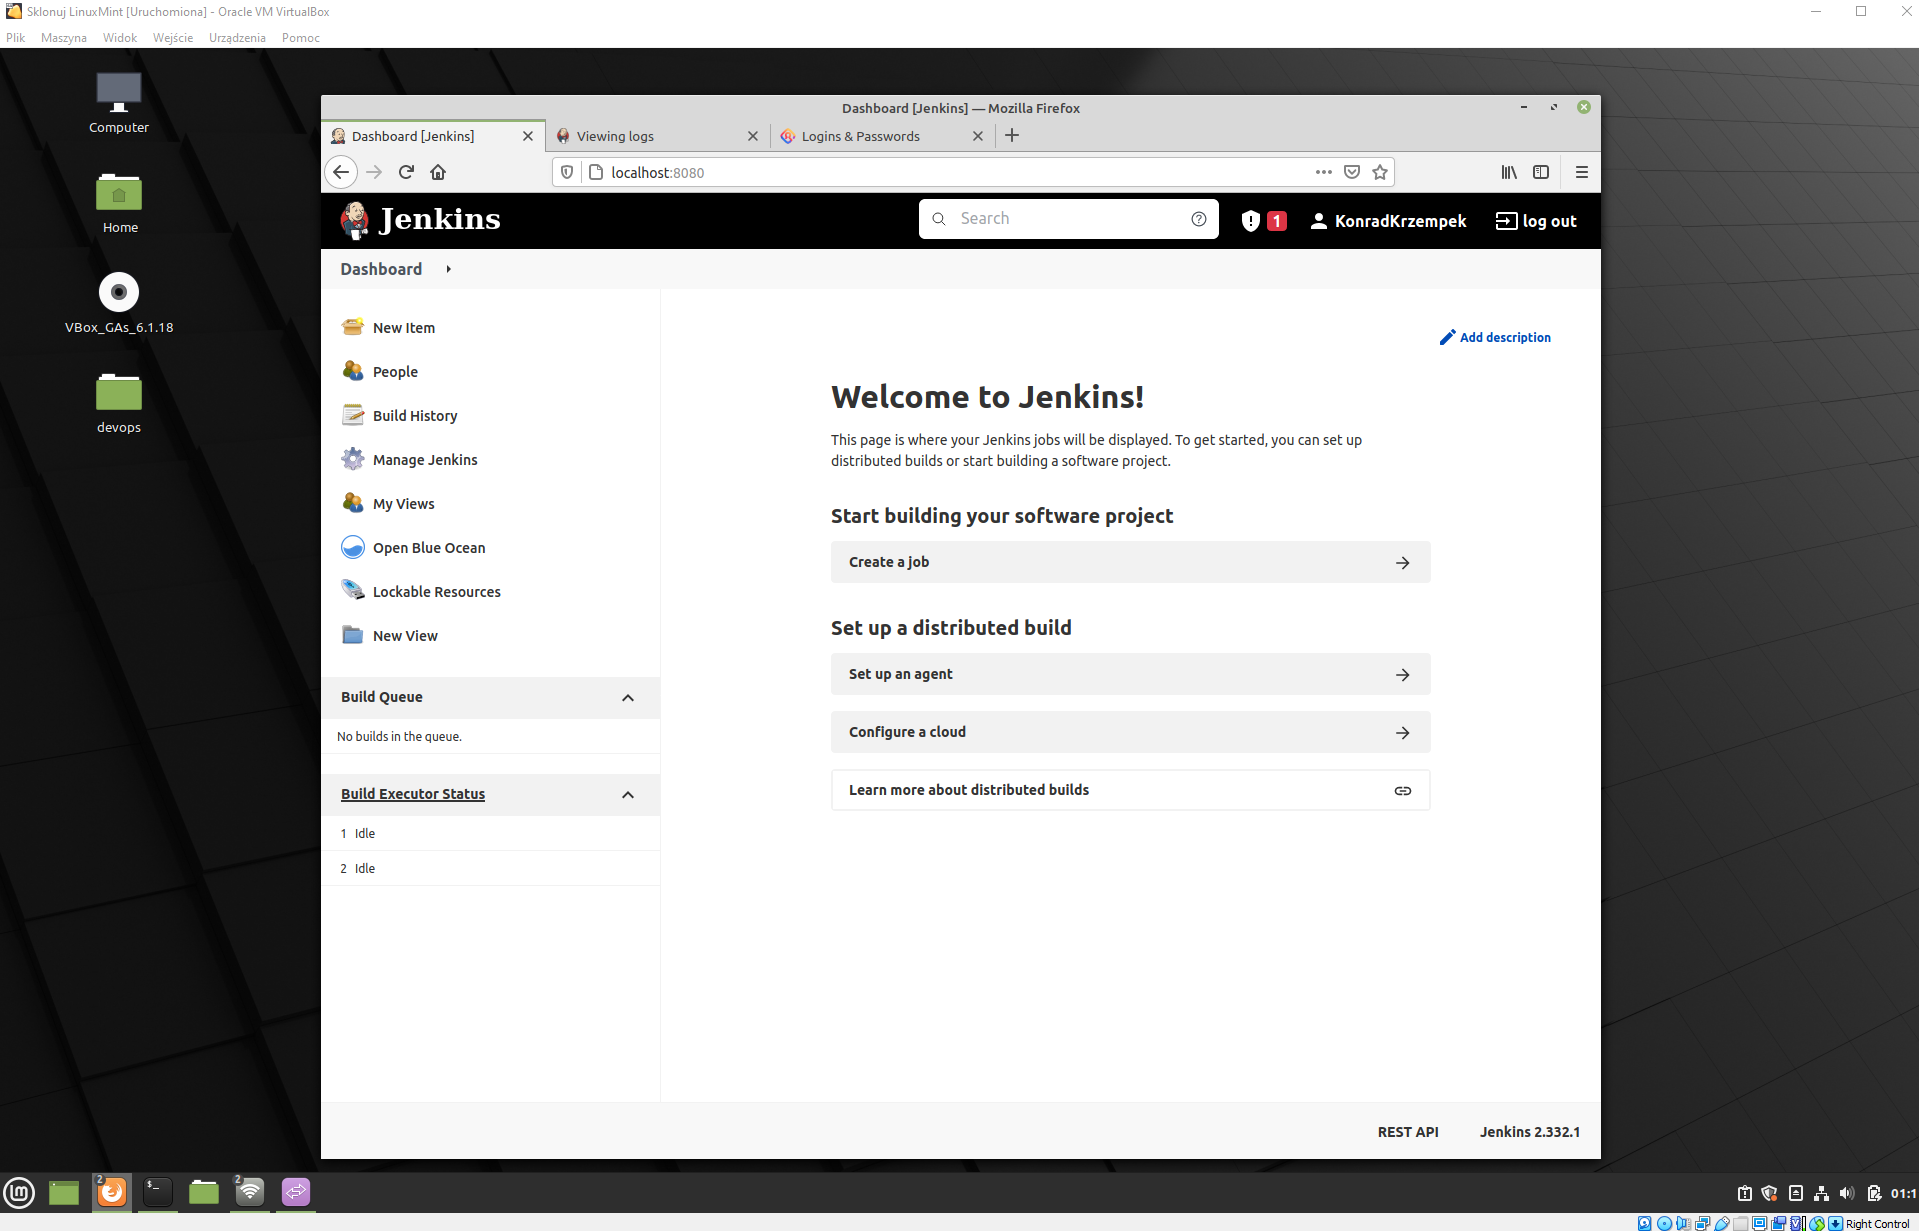 Sklonuj LinuxMint [Uruchomiona] - Oracle VM VirtualBox
Plik Maszyna Widok Wejście Urządzenia Pomoc
Computer
Home
VBox_GAs_6.1.18
devops
Dashboard [Jenkins] — Mozilla Firefox
Dashboard [Jenkins]
Viewing logs
Logins & Passwords
localhost:8080
Jenkins
Search
1
KonradKrzempek
log out
Dashboard
New Item
People
Build History
Manage Jenkins
My Views
Open Blue Ocean
Lockable Resources
New View
Build Queue
No builds in the queue.
Build Executor Status
1 Idle
2 Idle
Add description
Welcome to Jenkins!
This page is where your Jenkins jobs will be displayed. To get started, you can set up
distributed builds or start building a software project.
Start building your software project
Create a job
Set up a distributed build
Set up an agent
Configure a cloud
Learn more about distributed builds
REST API
Jenkins 2.332.1
2
$_
2
01:1
Right Control